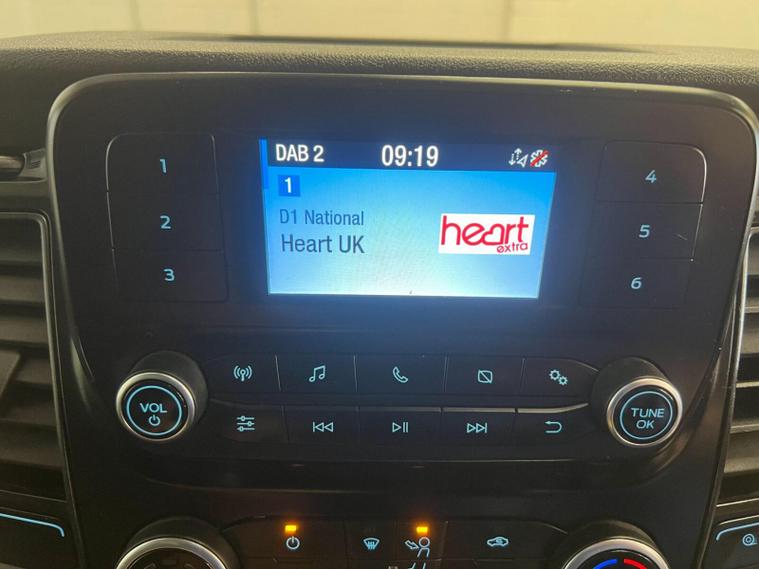 DAB 2 09:19
1
D1 National
Heart UK
heart
extra
1
2
3
4
5
6
VOL
TUNE
OK